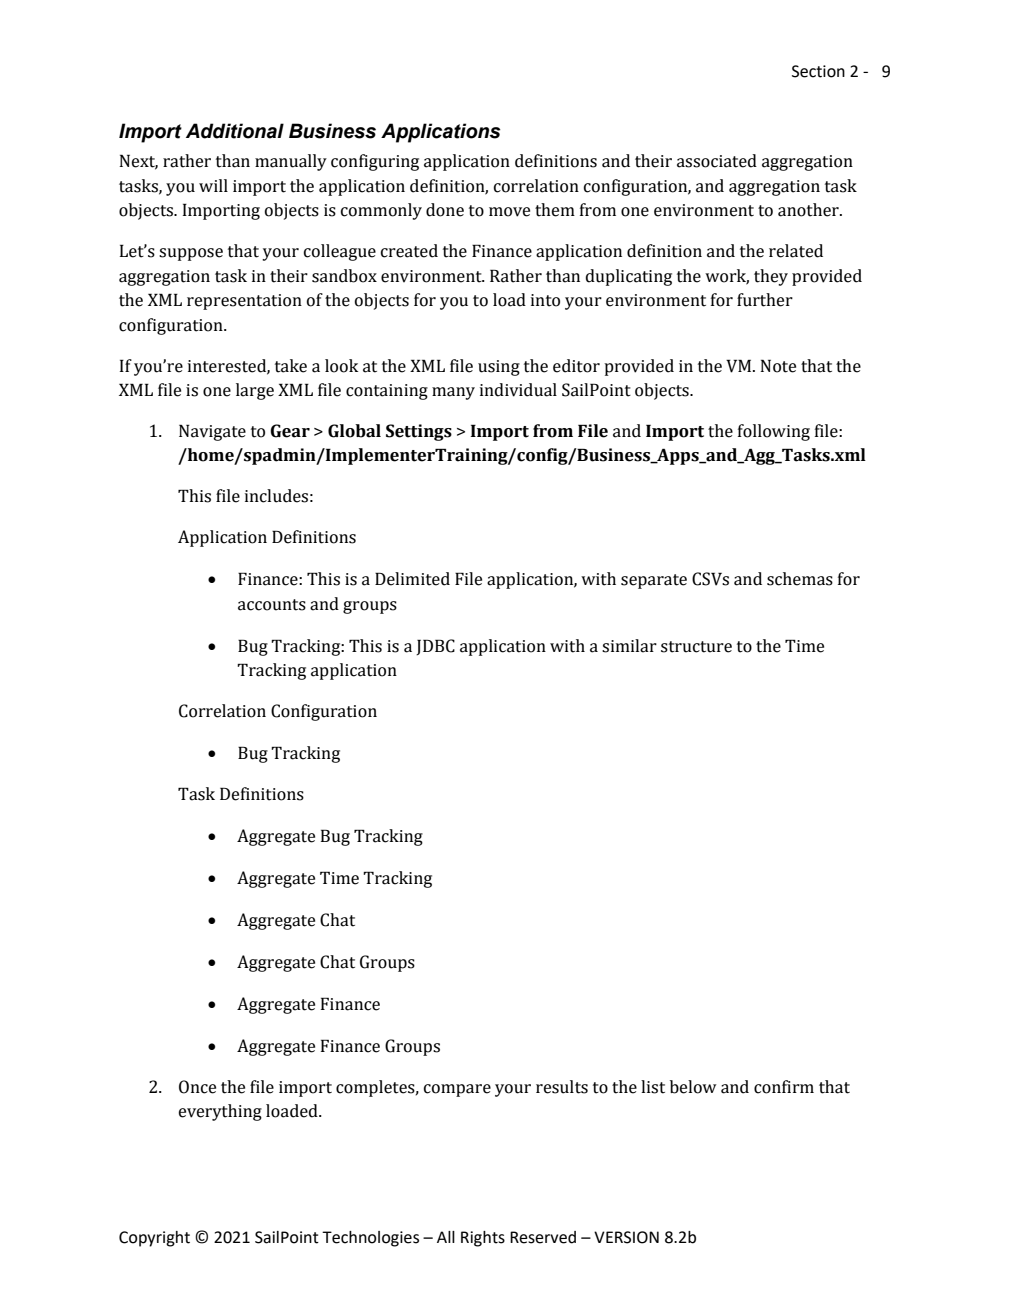 Section 2 - 9
Import Additional Business Applications
Next, rather than manually configuring application definitions and their associated aggregation
tasks, you will import the application definition, correlation configuration, and aggregation task
objects. Importing objects is commonly done to move them from one environment to another.
Let’s suppose that your colleague created the Finance application definition and the related
aggregation task in their sandbox environment. Rather than duplicating the work, they provided
the XML representation of the objects for you to load into your environment for further
configuration.
If you’re interested, take a look at the XML file using the editor provided in the VM. Note that the
XML file is one large XML file containing many individual SailPoint objects.
1. Navigate to Gear > Global Settings > Import from File and Import the following file:
/home/spadmin/ImplementerTraining/config/Business_Apps_and_Agg_Tasks.xml
This file includes:
Application Definitions
• Finance: This is a Delimited File application, with separate CSVs and schemas for
accounts and groups
• Bug Tracking: This is a JDBC application with a similar structure to the Time
Tracking application
Correlation Configuration
• Bug Tracking
Task Definitions
• Aggregate Bug Tracking
• Aggregate Time Tracking
• Aggregate Chat
• Aggregate Chat Groups
• Aggregate Finance
• Aggregate Finance Groups
2. Once the file import completes, compare your results to the list below and confirm that
everything loaded.
Copyright © 2021 SailPoint Technologies – All Rights Reserved – VERSION 8.2b